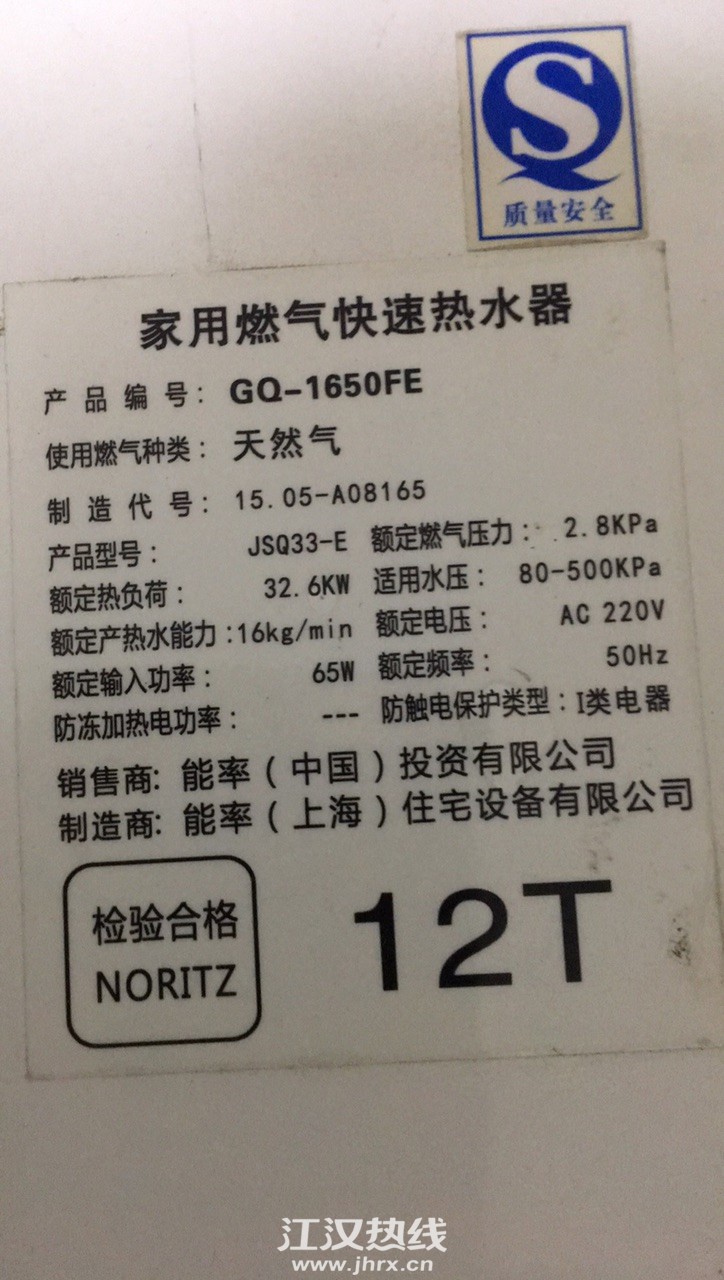 质量安全
家用燃气快速热水器
产品编号：GQ-1650FE
使用燃气种类：天然气
制造代号：15.05-A08165
产品型号：JSQ33-E 额定燃气压力：2.8KPa
额定热负荷：32.6KW 适用水压：80-500KPa
额定产热水能力：16kg/min 额定电压：AC 220V
额定输入功率：65W 额定频率：50Hz
防冻加热电功率：--- 防触电保护类型：I类电器
销售商：能率（中国）投资有限公司
制造商：能率（上海）住宅设备有限公司
检验合格
NORITZ
12T
江汉热线
www.jhrx.cn